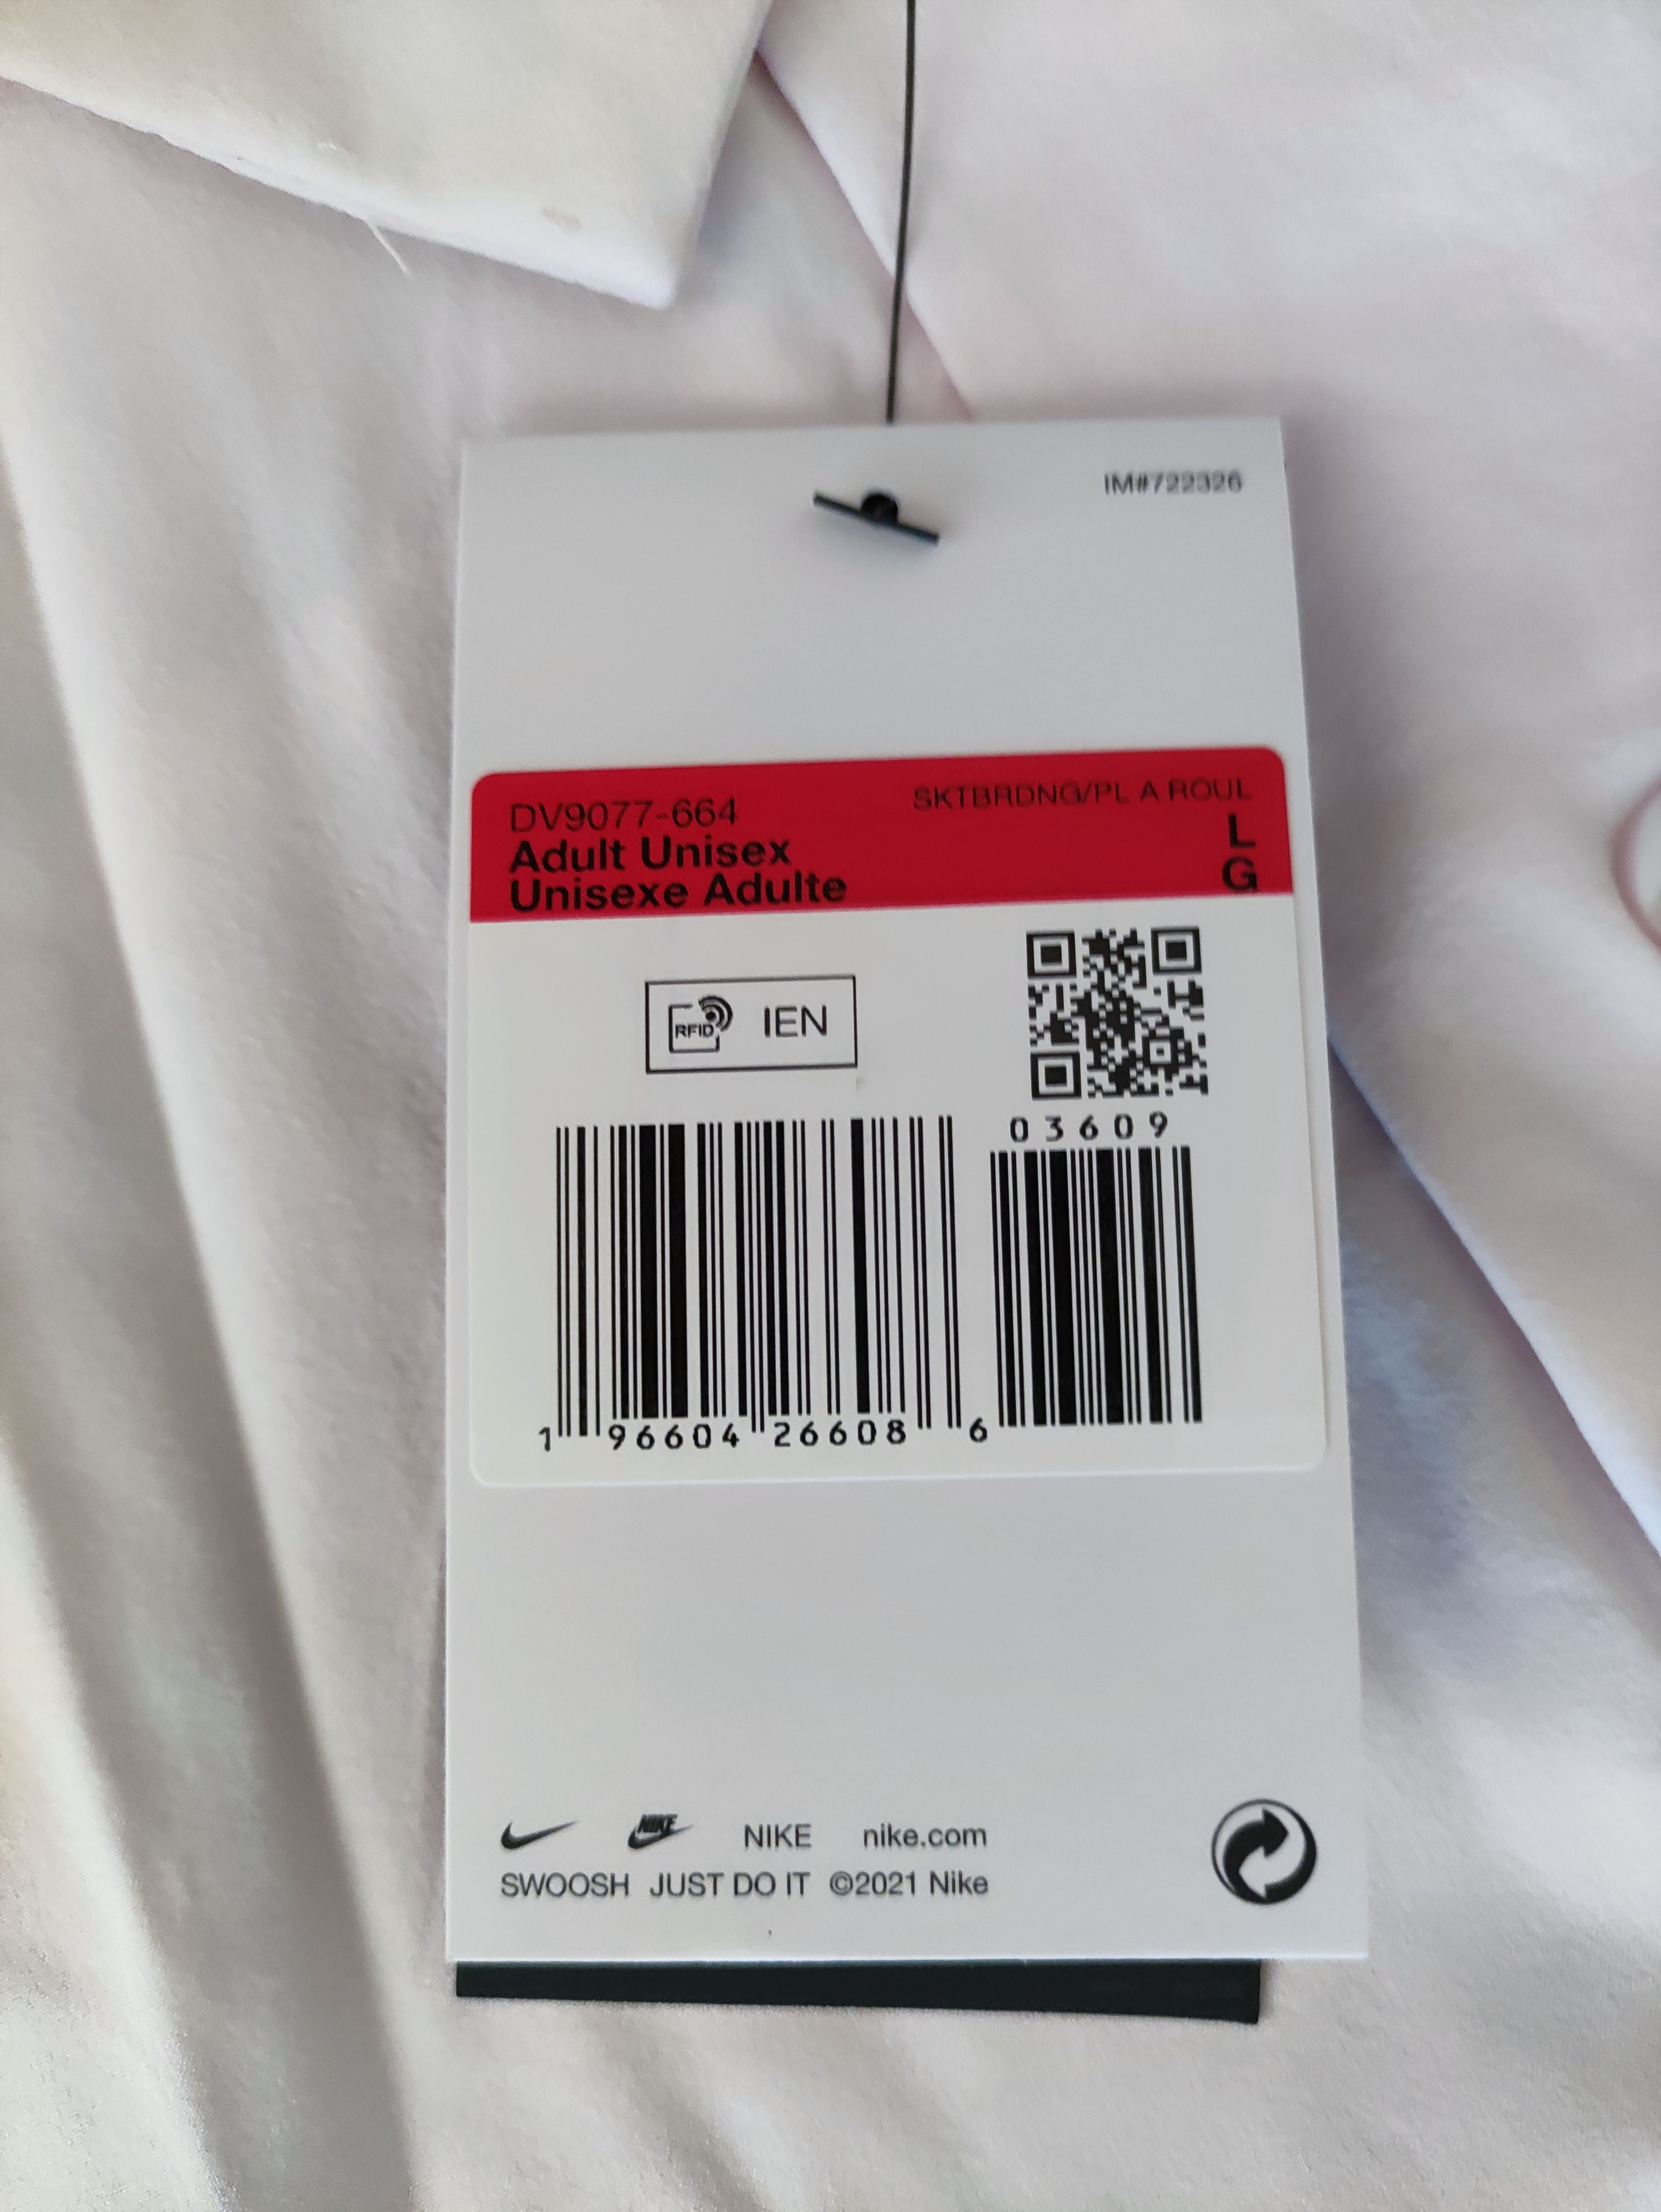 IM#722326
DV9077-664
SKTBRDNG/PL A ROUL
Adult Unisex
L
Unisexe Adulte
G
RFID IEN
03609
1 96604 26608 6
NIKE NIKE nike.com
SWOOSH JUST DO IT ©2021 Nike